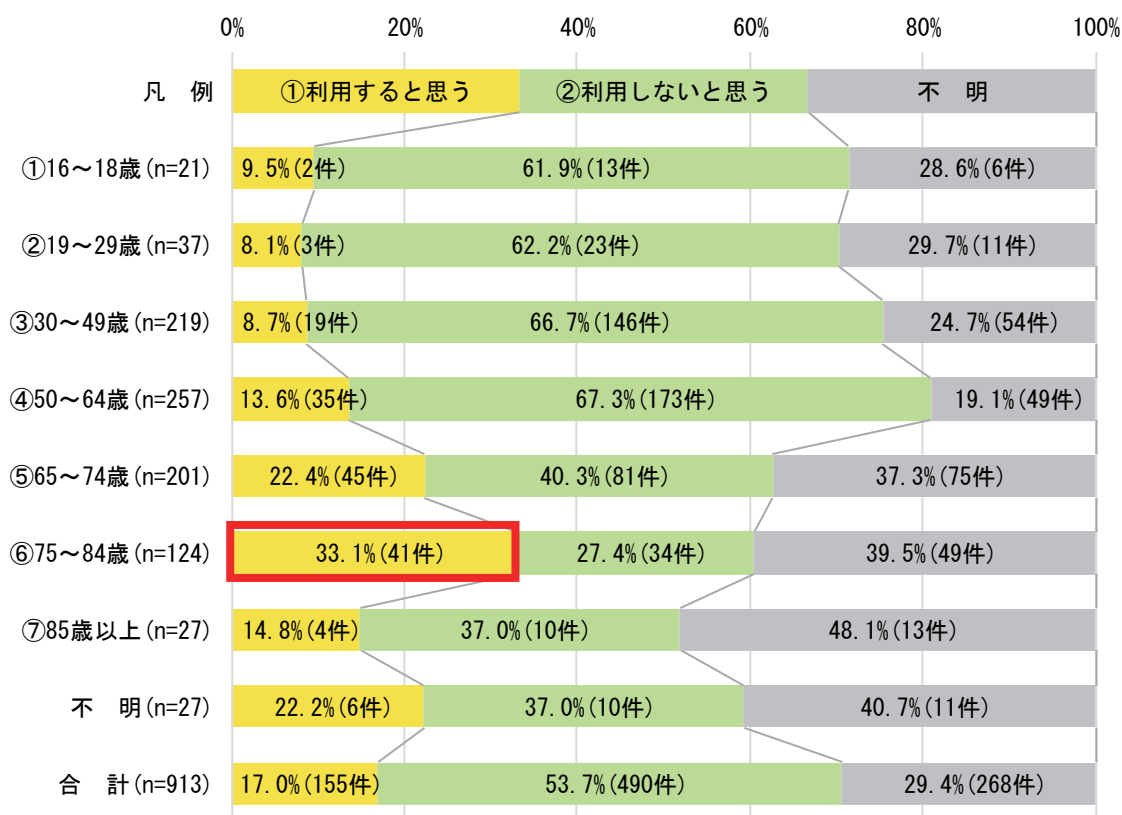 0% 20% 40% 60% 80% 100%
凡 例 ①利用すると思う ②利用しないと思う 不 明
①16～18歳(n=21) 9.5%(2件) 61.9%(13件) 28.6%(6件)
②19～29歳(n=37) 8.1%(3件) 62.2%(23件) 29.7%(11件)
③30～49歳(n=219) 8.7%(19件) 66.7%(146件) 24.7%(54件)
④50～64歳(n=257) 13.6%(35件) 67.3%(173件) 19.1%(49件)
⑤65～74歳(n=201) 22.4%(45件) 40.3%(81件) 37.3%(75件)
⑥75～84歳(n=124) 33.1%(41件) 27.4%(34件) 39.5%(49件)
⑦85歳以上(n=27) 14.8%(4件) 37.0%(10件) 48.1%(13件)
不 明(n=27) 22.2%(6件) 37.0%(10件) 40.7%(11件)
合 計(n=913) 17.0%(155件) 53.7%(490件) 29.4%(268件)